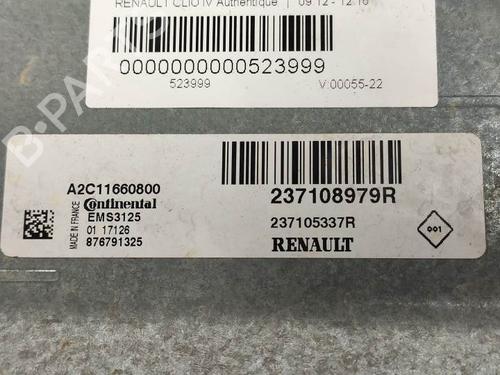 RENAULT CLIO IV Authentique | 09.12 - 12.16
0000000000523999
523999 V:00055-22
B-PARTS
A2C11660800
Continental
EMS3125
01 17126
876791325
MADE IN FRANCE
237108979R
237105337R
RENAULT
001